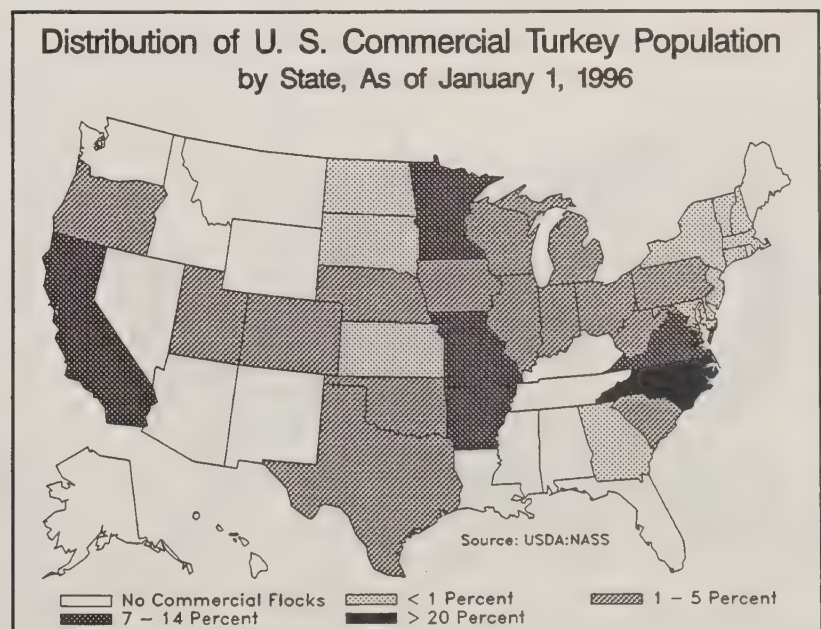 Distribution of U. S. Commercial Turkey Population
by State, As of January 1, 1996
Source: USDA:NASS
No Commercial Flocks
< 1 Percent
1 – 5 Percent
7 – 14 Percent
> 20 Percent